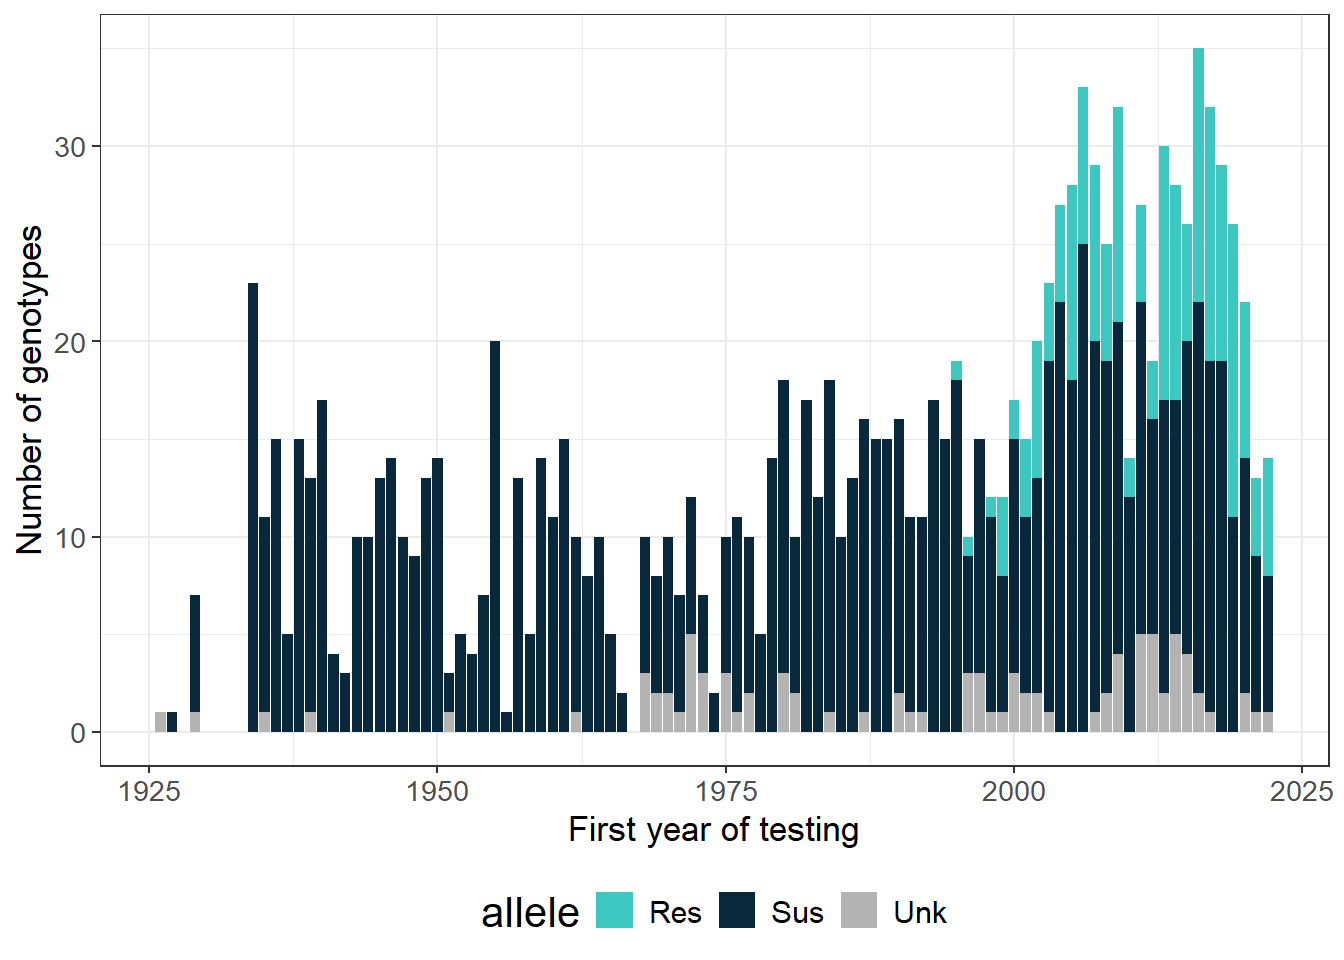 Number of genotypes
30
20
10
0
1925 1950 1975 2000 2025
First year of testing
allele Res Sus Unk